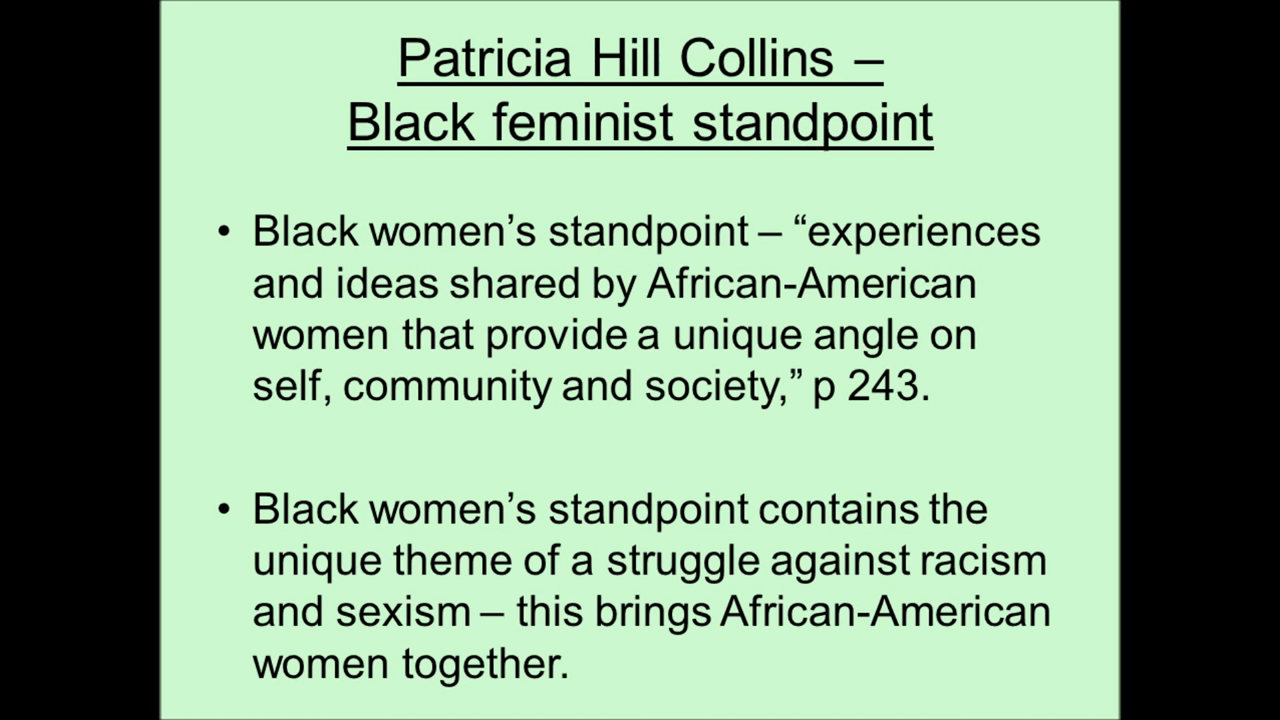 Patricia Hill Collins –
Black feminist standpoint
• Black women’s standpoint – “experiences
and ideas shared by African-American
women that provide a unique angle on
self, community and society,” p 243.
• Black women’s standpoint contains the
unique theme of a struggle against racism
and sexism – this brings African-American
women together.